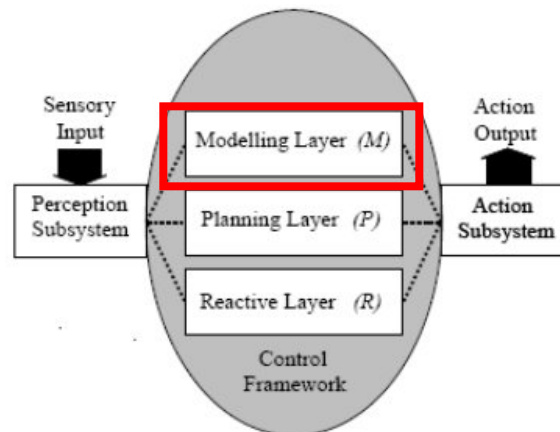 Sensory
Input
Action
Output
Modelling Layer (M)
Perception
Subsystem
Planning Layer (P)
Action
Subsystem
Reactive Layer (R)
Control
Framework